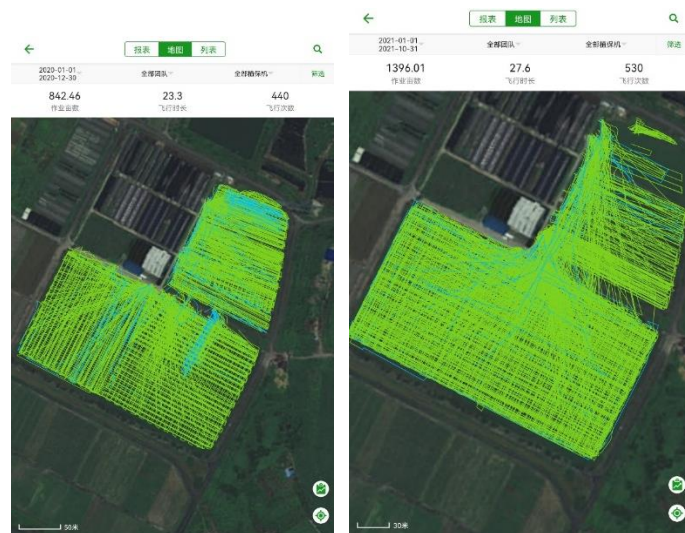 报表 地图 列表
2020-01-01
2020-12-30
全部团队
全部植保机
筛选
842.46 23.3 440
作业亩数 飞行时长 飞行次数
50米
报表 地图 列表
2021-01-01
2021-10-31
全部团队
全部植保机
筛选
1396.01 27.6 530
作业亩数 飞行时长 飞行次数
30米